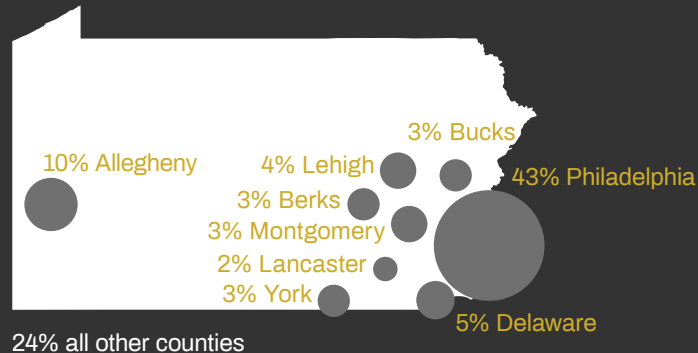 3% Bucks
10% Allegheny
4% Lehigh
43% Philadelphia
3% Berks
3% Montgomery
2% Lancaster
3% York
5% Delaware
24% all other counties